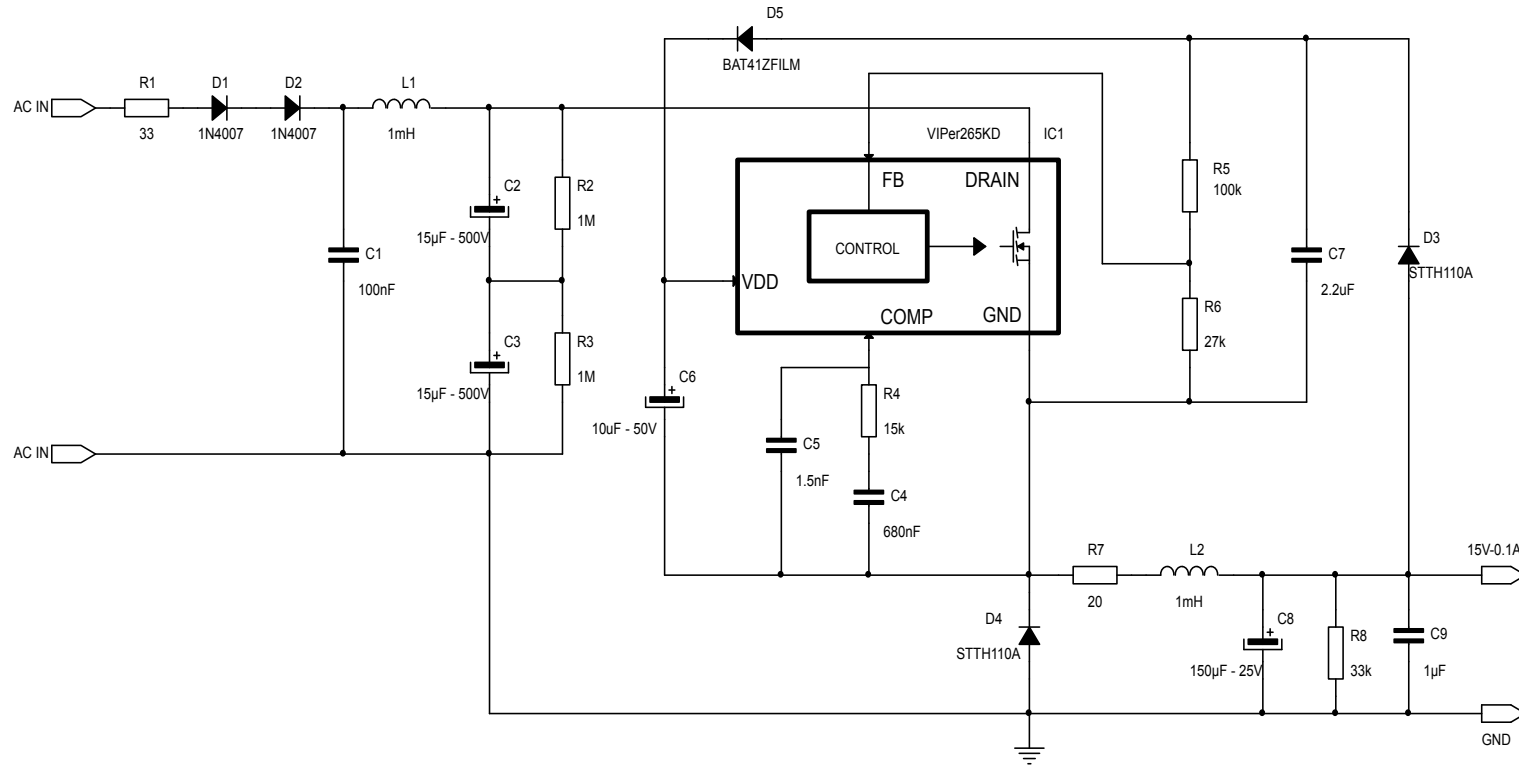 D5
BAT41ZFILM
AC IN
R1
33
D1
1N4007
D2
1N4007
L1
1mH
VIPer265KD
IC1
FB
DRAIN
CONTROL
VDD
COMP
GND
R5
100k
R6
27k
C7
2.2uF
D3
STTH110A
C2
+
15µF - 500V
R2
1M
C1
100nF
C3
+
15µF - 500V
R3
1M
C6
+
10uF - 50V
R4
15k
C5
1.5nF
C4
680nF
AC IN
R7
20
L2
1mH
15V-0.1A
D4
STTH110A
C8
+
150µF - 25V
R8
33k
C9
1µF
GND